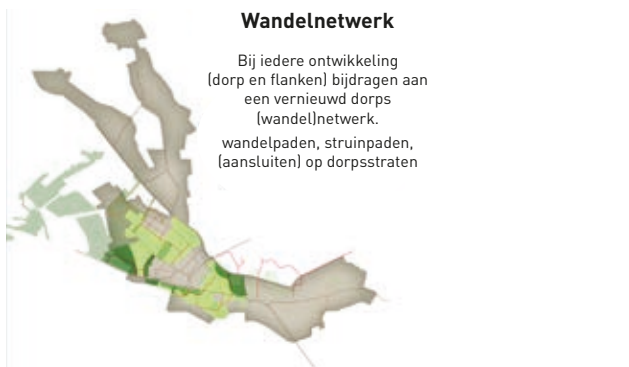 Wandelnetwerk
Bij iedere ontwikkeling
(dorp en flanken) bijdragen aan
een vernieuwd dorps
(wandel)netwerk.
wandelpaden, struinpaden,
(aansluiten) op dorpsstraten